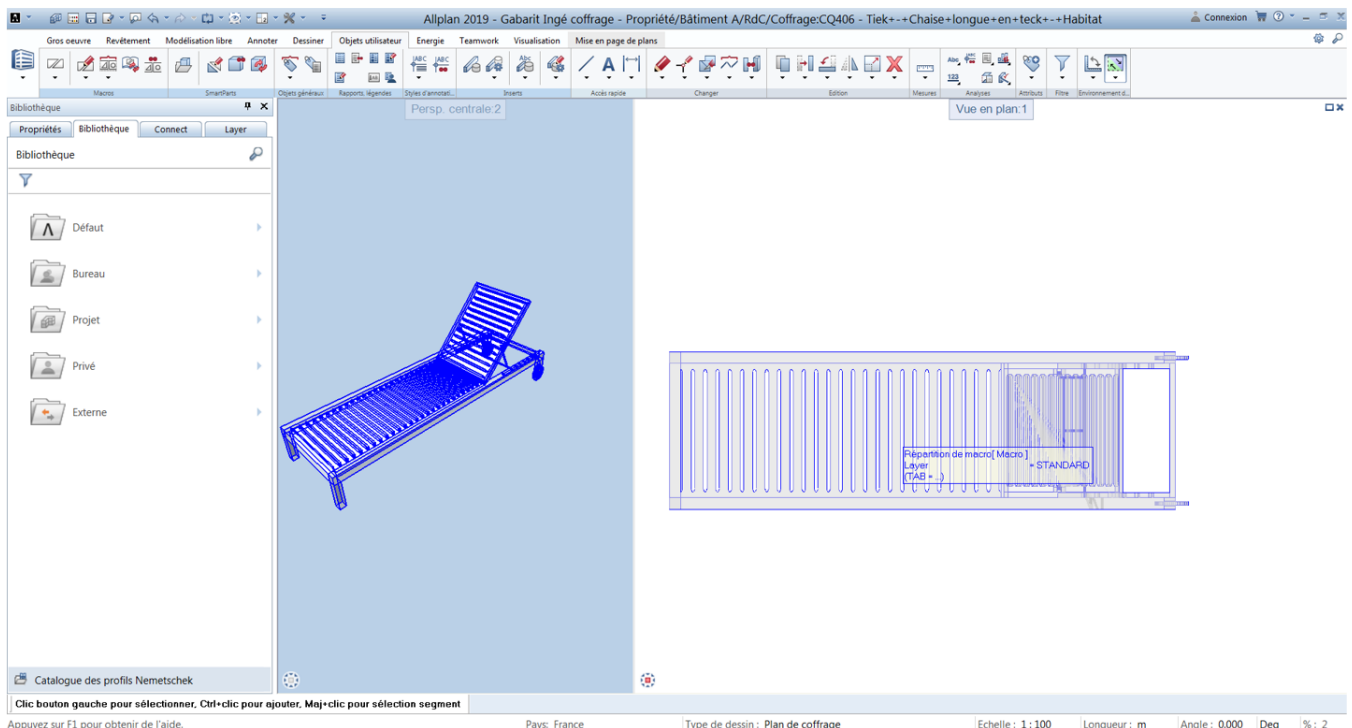 Allplan 2019 - Gabarit Ingé coffrage - Propriété/Bâtiment A/RdC/Coffrage:CQ406 - Tiek+-+Chaise+longue+en+teck+-+Habitat
Connexion
Gros oeuvre Revêtement Modélisation libre Annoter Dessiner Objets utilisateur Energie Teamwork Visualisation Mise en page de plans
Macros SmartParts Objets généraux Rapports, légendes Styles d'annotati... Inserts Accès rapide Changer Edition Mesures Analyses Attributs Filtre Environnement d...
Bibliothèque
Persp. centrale:2
Vue en plan:1
Propriétés Bibliothèque Connect Layer
Bibliothèque
Défaut
Bureau
Projet
Privé
Externe
Répartition de macro[ Macro ]
Layer = STANDARD
(TAB = ..)
Catalogue des profils Nemetschek
Clic bouton gauche pour sélectionner, Ctrl+clic pour ajouter, Maj+clic pour sélection segment
Appuyez sur F1 pour obtenir de l'aide. Pays: France Type de dessin : Plan de coffrage Echelle : 1 : 100 Longueur : m Angle : 0.000 Deg % : 2